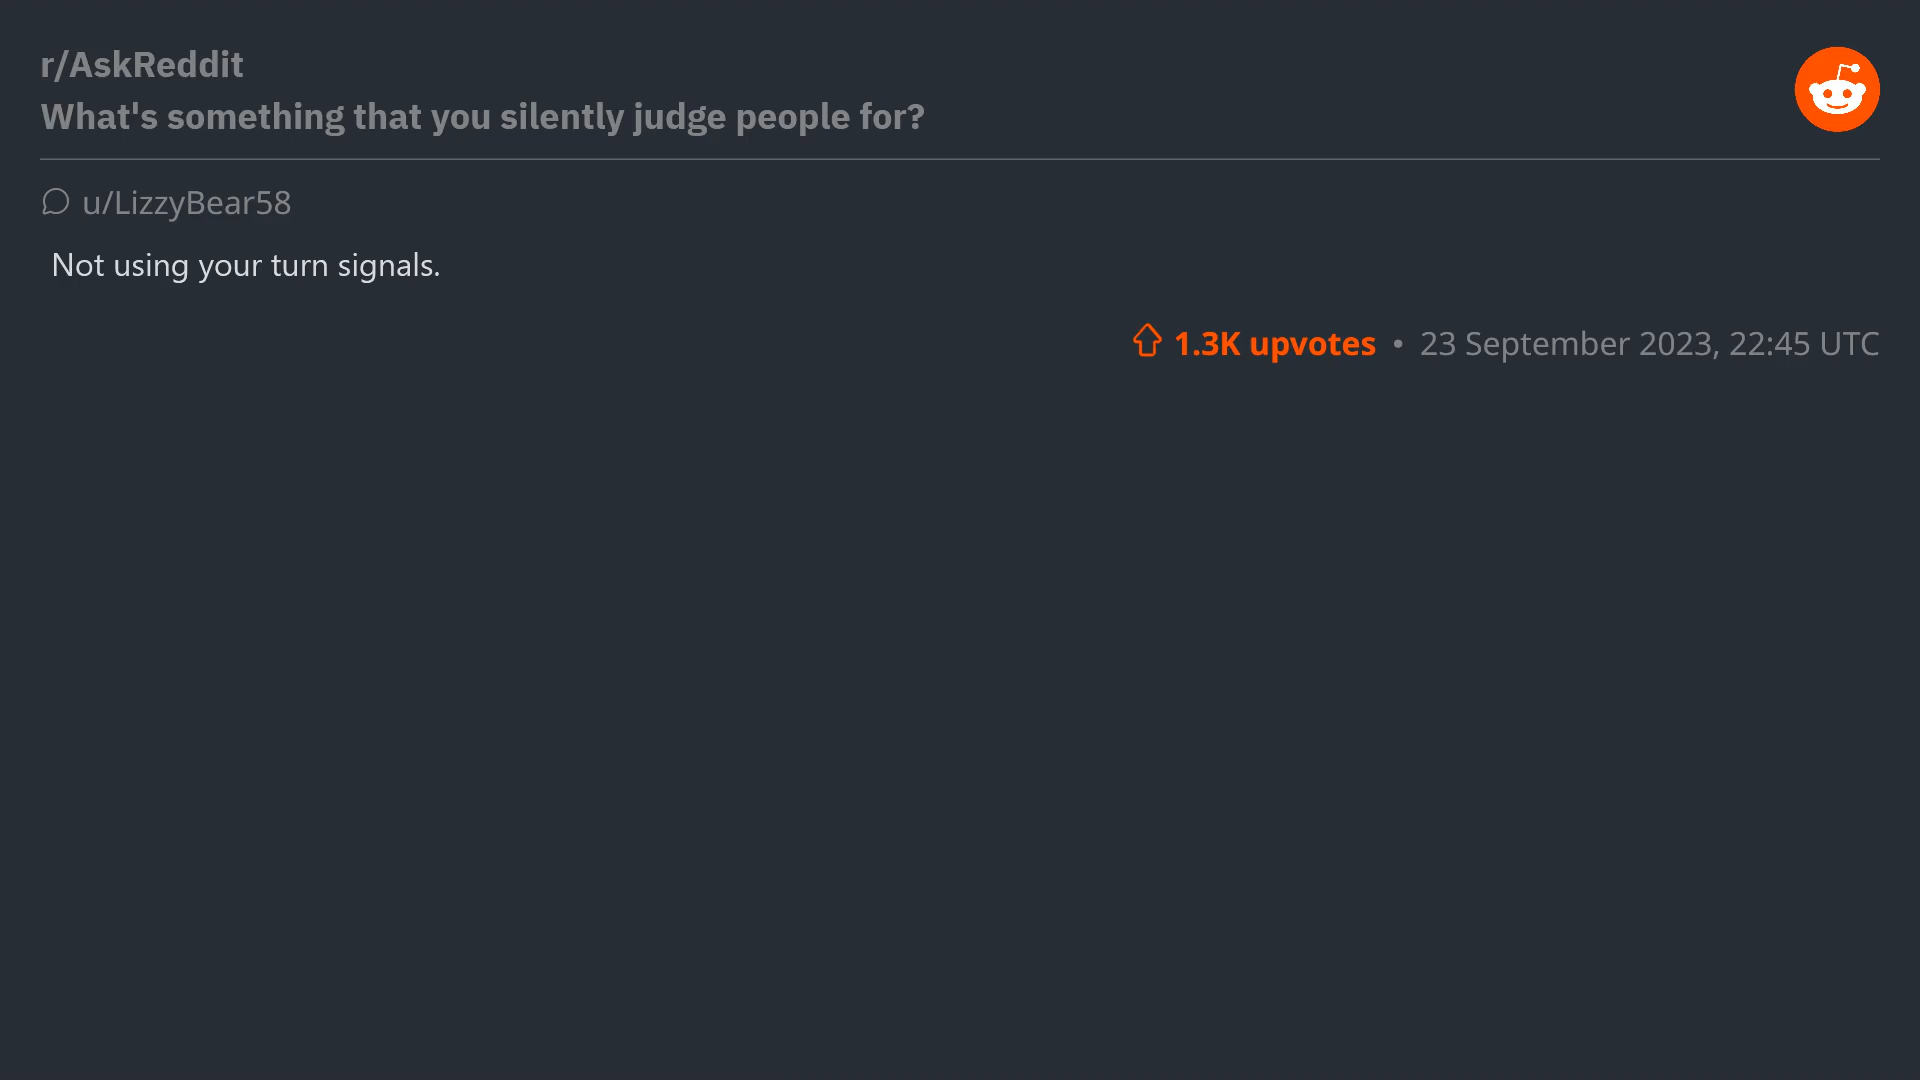 r/AskReddit
What's something that you silently judge people for?
u/LizzyBear58
Not using your turn signals.
1.3K upvotes • 23 September 2023, 22:45 UTC